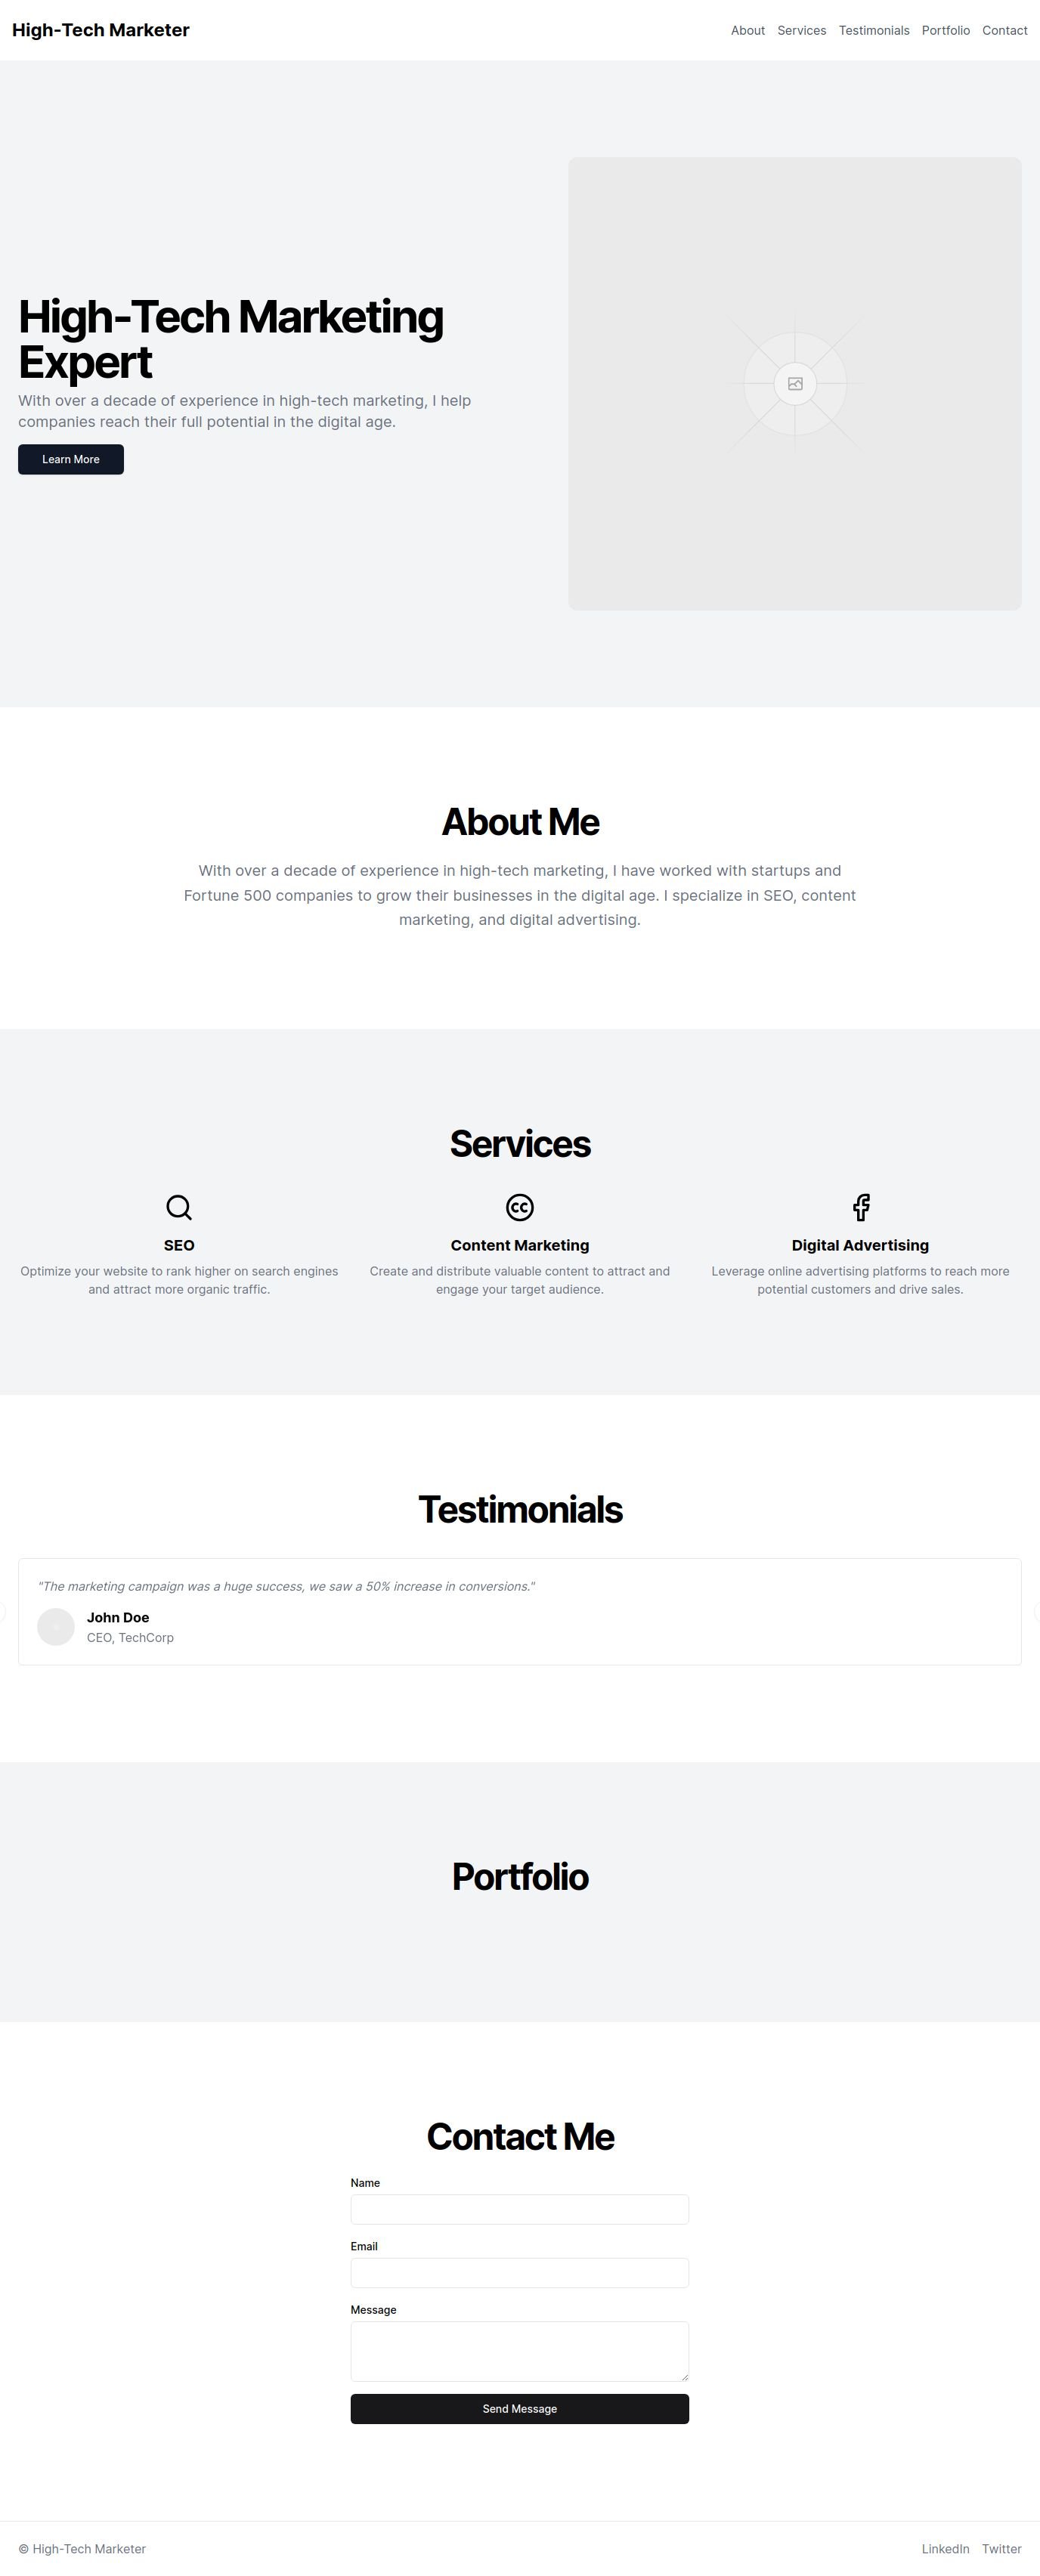 High-Tech Marketer
About Services Testimonials Portfolio Contact
High-Tech Marketing
Expert
With over a decade of experience in high-tech marketing, I help
companies reach their full potential in the digital age.
Learn More
About Me
With over a decade of experience in high-tech marketing, I have worked with startups and
Fortune 500 companies to grow their businesses in the digital age. I specialize in SEO, content
marketing, and digital advertising.
Services
SEO
Optimize your website to rank higher on search engines
and attract more organic traffic.
Content Marketing
Create and distribute valuable content to attract and
engage your target audience.
Digital Advertising
Leverage online advertising platforms to reach more
potential customers and drive sales.
Testimonials
"The marketing campaign was a huge success, we saw a 50% increase in conversions."
John Doe
CEO, TechCorp
Portfolio
Contact Me
Name
Email
Message
Send Message
© High-Tech Marketer
LinkedIn Twitter